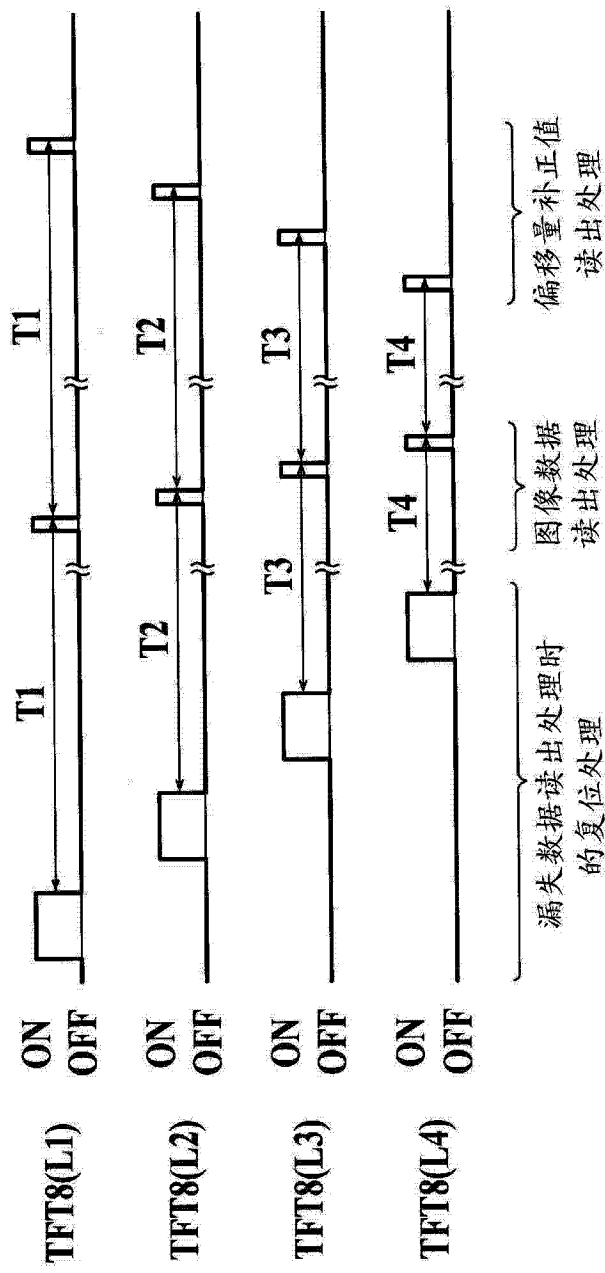 TFT8(L1)
ON
OFF
T1
T1
TFT8(L2)
ON
OFF
T2
T2
TFT8(L3)
ON
OFF
T3
T3
TFT8(L4)
ON
OFF
T4
T4
漏失数据读出处理时
的复位处理
图像数据
读出处理
偏移量补正值
读出处理